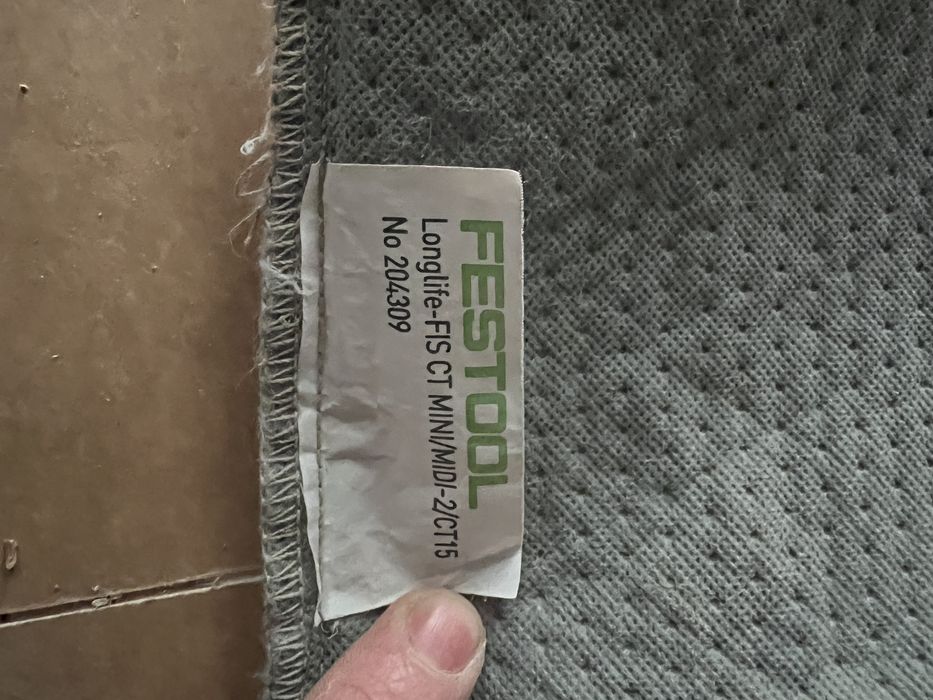 FESTOOL
Longlife-FIS CT MINI/MIDI-2/CT15
No 204309